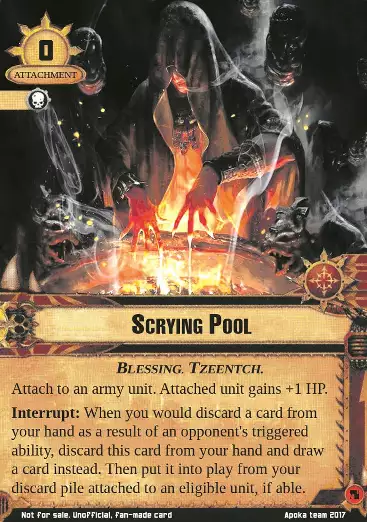 0
ATTACHMENT
SCRYING POOL
BLESSING. TZEENTCH.
Attach to an army unit. Attached unit gains +1 HP.
Interrupt: When you would discard a card from
your hand as a result of an opponent's triggered
ability, discard this card from your hand and draw
a card instead. Then put it into play from your
discard pile attached to an eligible unit, if able.
Not for sale. Unofficial, fan-made card
Apoka team 2017